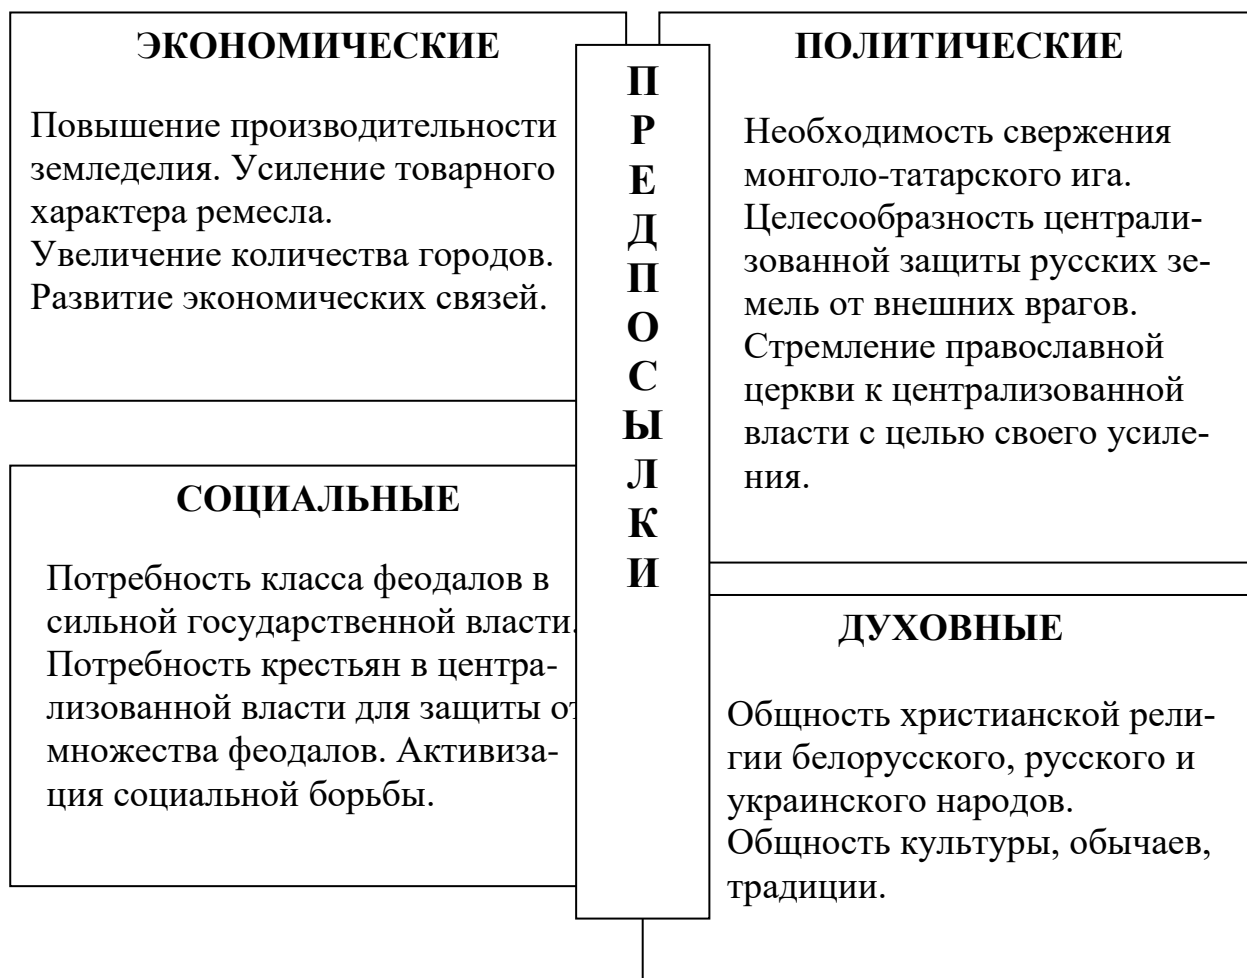 ЭКОНОМИЧЕСКИЕ
Повышение производительности
земледелия. Усиление товарного
характера ремесла.
Увеличение количества городов.
Развитие экономических связей.
СОЦИАЛЬНЫЕ
Потребность класса феодалов в
сильной государственной власти.
Потребность крестьян в центра-
лизованной власти для защиты от
множества феодалов. Активиза-
ция социальной борьбы.
П
Р
Е
Д
П
О
С
Ы
Л
К
И
ПОЛИТИЧЕСКИЕ
Необходимость свержения
монголо-татарского ига.
Целесообразность централи-
зованной защиты русских зе-
мель от внешних врагов.
Стремление православной
церкви к централизованной
власти с целью своего усиле-
ния.
ДУХОВНЫЕ
Общность христианской рели-
гии белорусского, русского и
украинского народов.
Общность культуры, обычаев,
традиции.